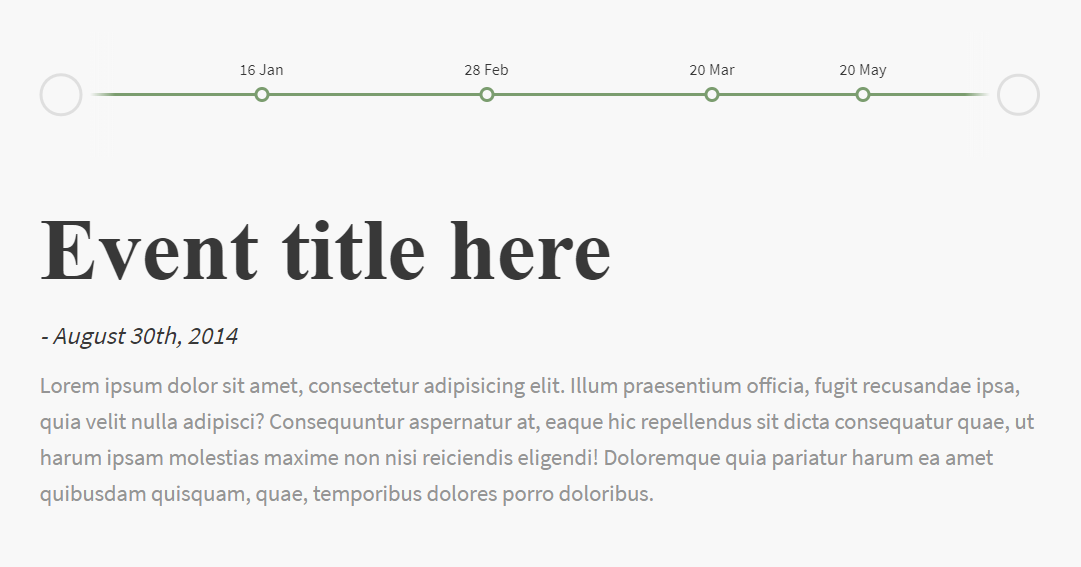 16 Jan 28 Feb 20 Mar 20 May
Event title here
- August 30th, 2014
Lorem ipsum dolor sit amet, consectetur adipisicing elit. Illum praesentium officia, fugit recusandae ipsa,
quia velit nulla adipisci? Consequuntur aspernatur at, eaque hic repellendus sit dicta consequatur quae, ut
harum ipsam molestias maxime non nisi reiciendis eligendi! Doloremque quia pariatur harum ea amet
quibusdam quisquam, quae, temporibus dolores porro doloribus.